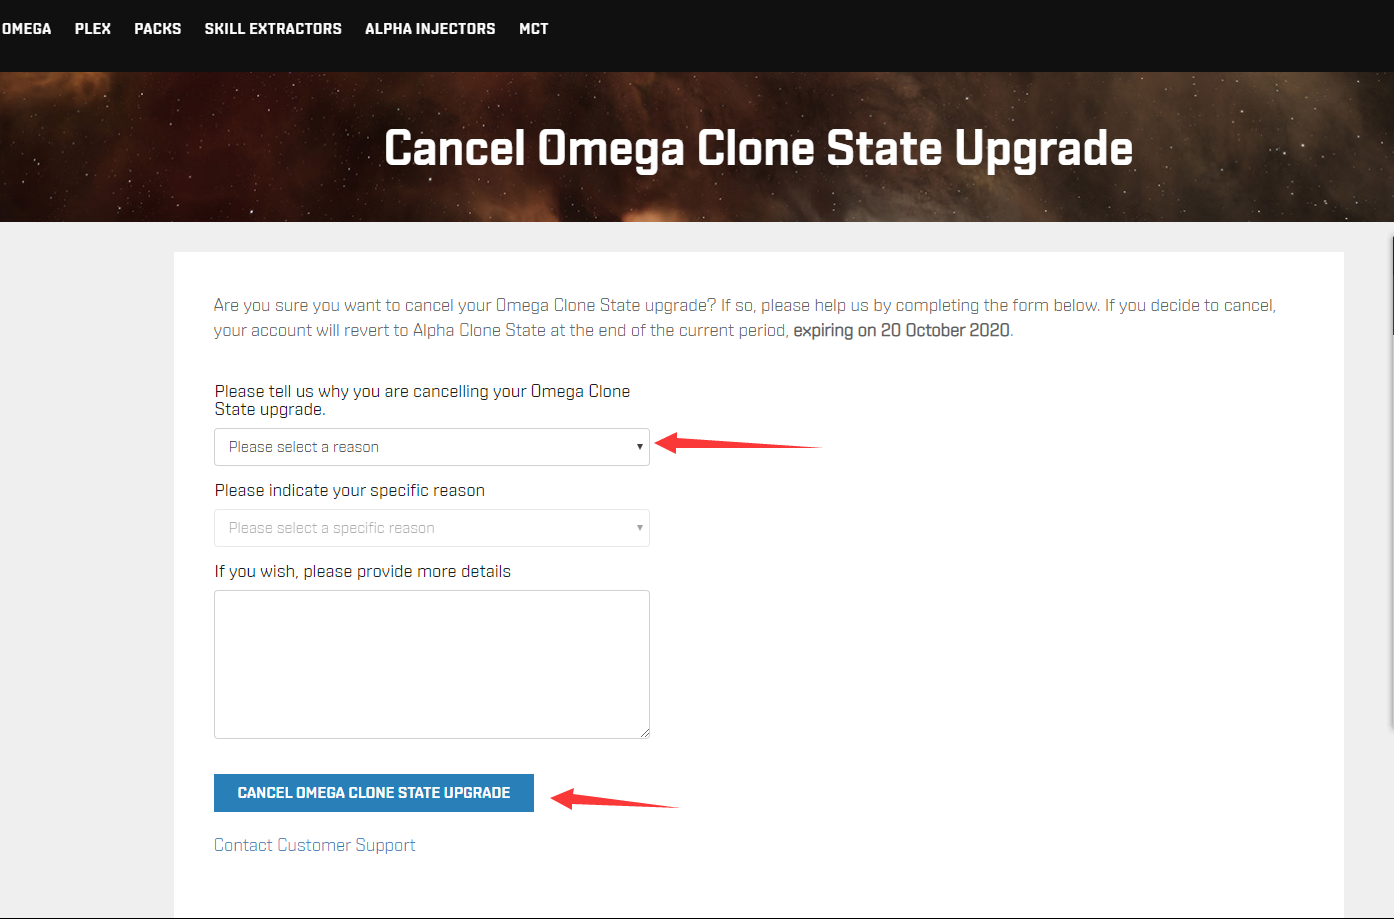 OMEGA PLEX PACKS SKILL EXTRACTORS ALPHA INJECTORS MCT
Cancel Omega Clone State Upgrade
Are you sure you want to cancel your Omega Clone State upgrade? If so, please help us by completing the form below. If you decide to cancel,
your account will revert to Alpha Clone State at the end of the current period, expiring on 20 October 2020.
Please tell us why you are cancelling your Omega Clone
State upgrade.
Please select a reason
Please indicate your specific reason
Please select a specific reason
If you wish, please provide more details
CANCEL OMEGA CLONE STATE UPGRADE
Contact Customer Support